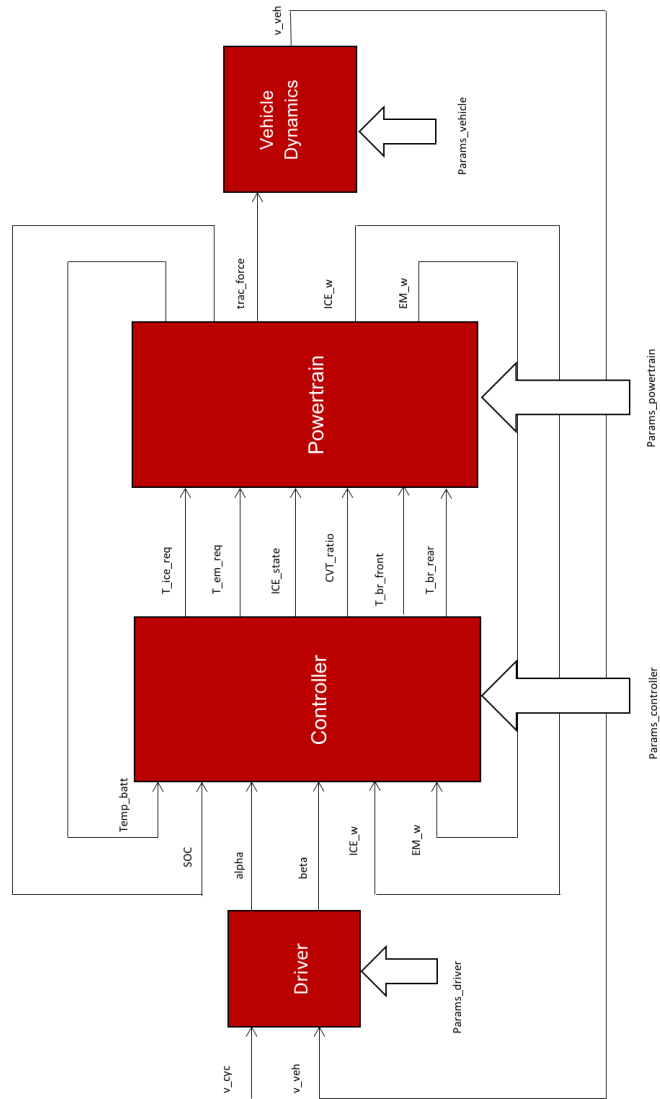 v_cyc
v_veh
Driver
Params_driver
Temp_batt
SOC
alpha
beta
ICE_w
EM_w
Controller
Params_controller
T_ice_req
T_em_req
ICE_state
CVT_ratio
T_br_front
T_br_rear
Powertrain
Params_powertrain
trac_force
ICE_w
EM_w
Vehicle
Dynamics
Params_vehicle
v_veh